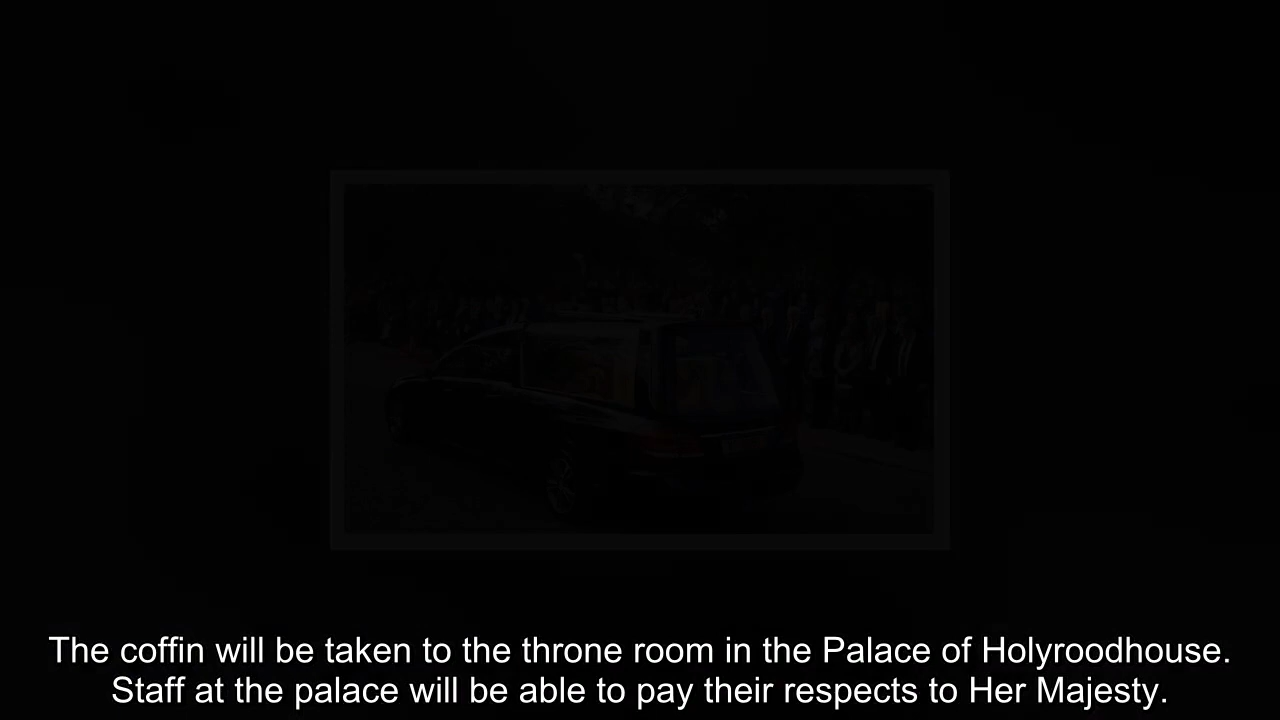 The coffin will be taken to the throne room in the Palace of Holyroodhouse.
Staff at the palace will be able to pay their respects to Her Majesty.